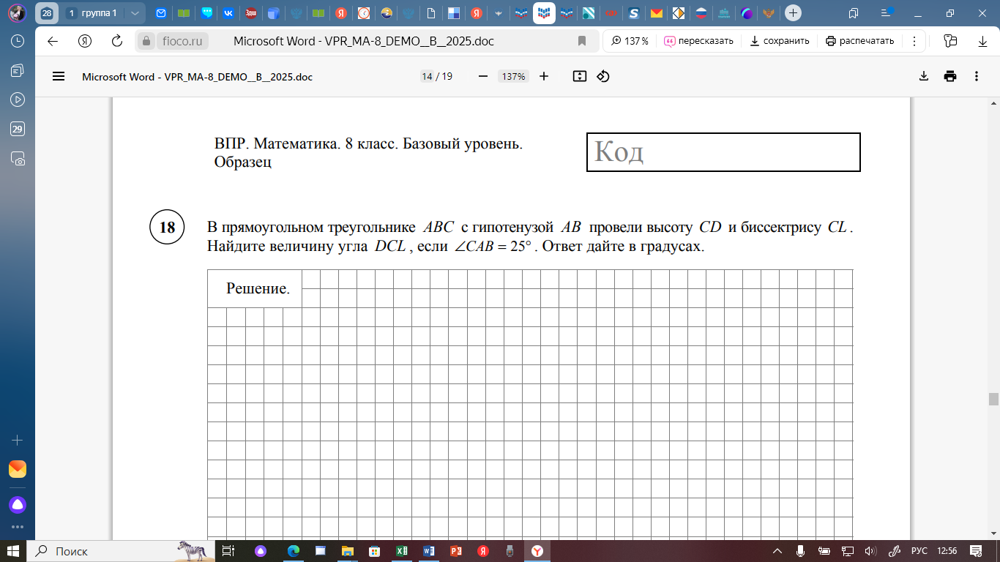 28
1 группа 1
fioco.ru
Microsoft Word - VPR_MA-8_DEMO__B__2025.doc
137 %
пересказать
сохранить
распечатать
Microsoft Word - VPR_MA-8_DEMO__B__2025.doc
14 / 19
137%
29
ВПР. Математика. 8 класс. Базовый уровень.
Образец
Код
18
В прямоугольном треугольнике ABC с гипотенузой AB провели высоту CD и биссектрису CL.
Найдите величину угла DCL, если ∠CAB = 25°. Ответ дайте в градусах.
Решение.
Поиск
РУС
12:56